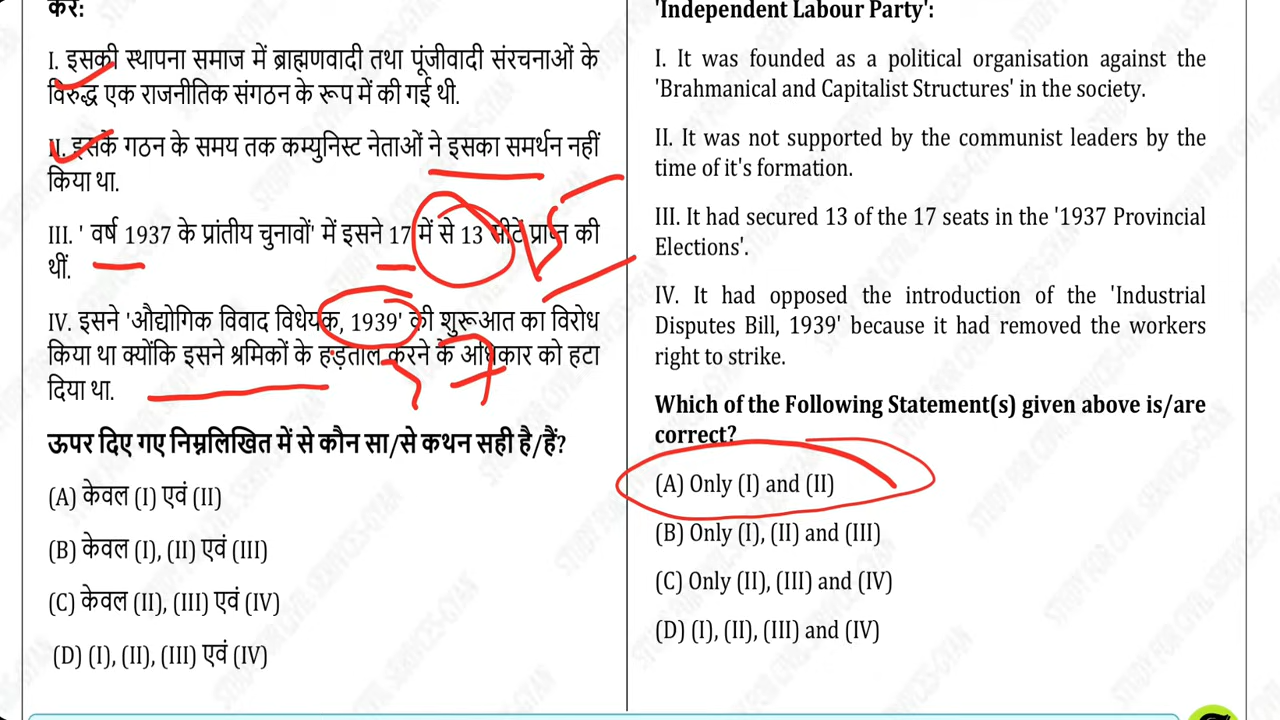 करें:
I. इसकी स्थापना समाज में ब्राह्मणवादी तथा पूंजीवादी संरचनाओं के
विरुद्ध एक राजनीतिक संगठन के रूप में की गई थी.
II. इसके गठन के समय तक कम्युनिस्ट नेताओं ने इसका समर्थन नहीं
किया था.
III. ' वर्ष 1937 के प्रांतीय चुनावों' में इसने 17 में से 13 सीटें प्राप्त की
थीं.
IV. इसने 'औद्योगिक विवाद विधेयक, 1939' की शुरूआत का विरोध
किया था क्योंकि इसने श्रमिकों के हड़ताल करने के अधिकार को हटा
दिया था.
ऊपर दिए गए निम्नलिखित में से कौन सा/से कथन सही है/हैं?
(A) केवल (I) एवं (II)
(B) केवल (I), (II) एवं (III)
(C) केवल (II), (III) एवं (IV)
(D) (I), (II), (III) एवं (IV)
'Independent Labour Party':
I. It was founded as a political organisation against the
'Brahmanical and Capitalist Structures' in the society.
II. It was not supported by the communist leaders by the
time of it's formation.
III. It had secured 13 of the 17 seats in the '1937 Provincial
Elections'.
IV. It had opposed the introduction of the 'Industrial
Disputes Bill, 1939' because it had removed the workers
right to strike.
Which of the Following Statement(s) given above is/are
correct?
(A) Only (I) and (II)
(B) Only (I), (II) and (III)
(C) Only (II), (III) and (IV)
(D) (I), (II), (III) and (IV)